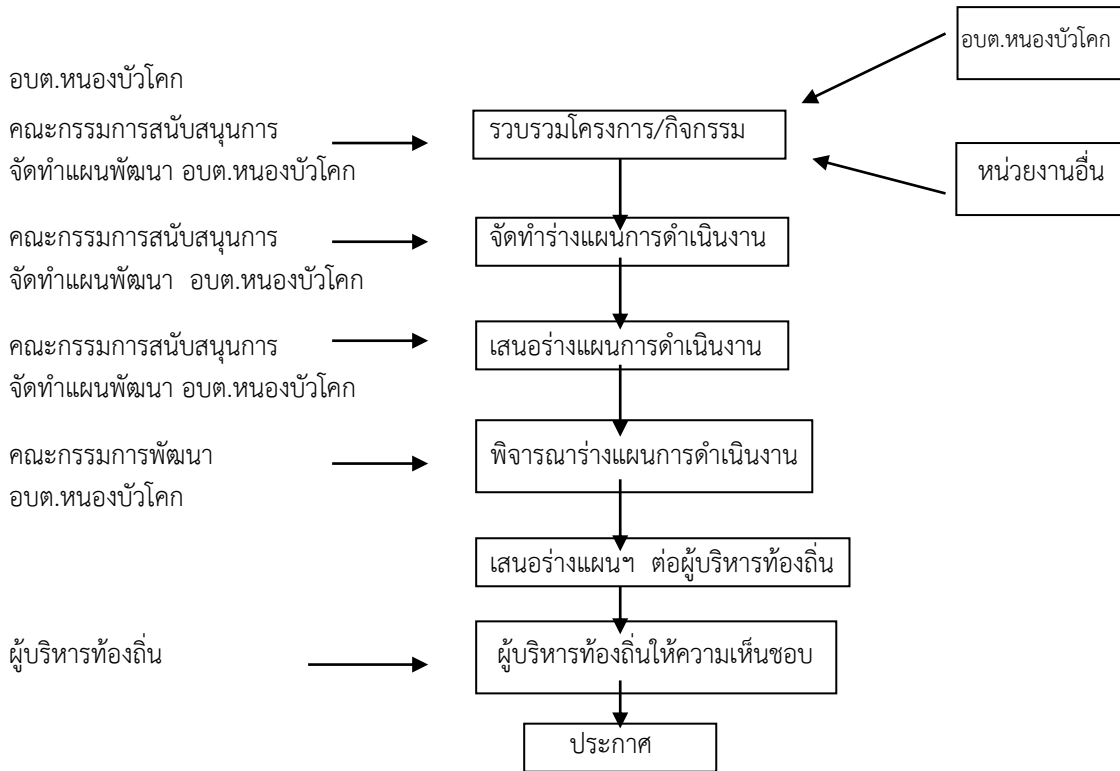 อบต.หนองบัวโคก
อบต.หนองบัวโคก
คณะกรรมการสนับสนุนการ
จัดทำแผนพัฒนา อบต.หนองบัวโคก
รวบรวมโครงการ/กิจกรรม
หน่วยงานอื่น
คณะกรรมการสนับสนุนการ
จัดทำแผนพัฒนา อบต.หนองบัวโคก
จัดทำร่างแผนการดำเนินงาน
คณะกรรมการสนับสนุนการ
จัดทำแผนพัฒนา อบต.หนองบัวโคก
เสนอร่างแผนการดำเนินงาน
คณะกรรมการพัฒนา
อบต.หนองบัวโคก
พิจารณาร่างแผนการดำเนินงาน
เสนอร่างแผนฯ ต่อผู้บริหารท้องถิ่น
ผู้บริหารท้องถิ่น
ผู้บริหารท้องถิ่นให้ความเห็นชอบ
ประกาศ